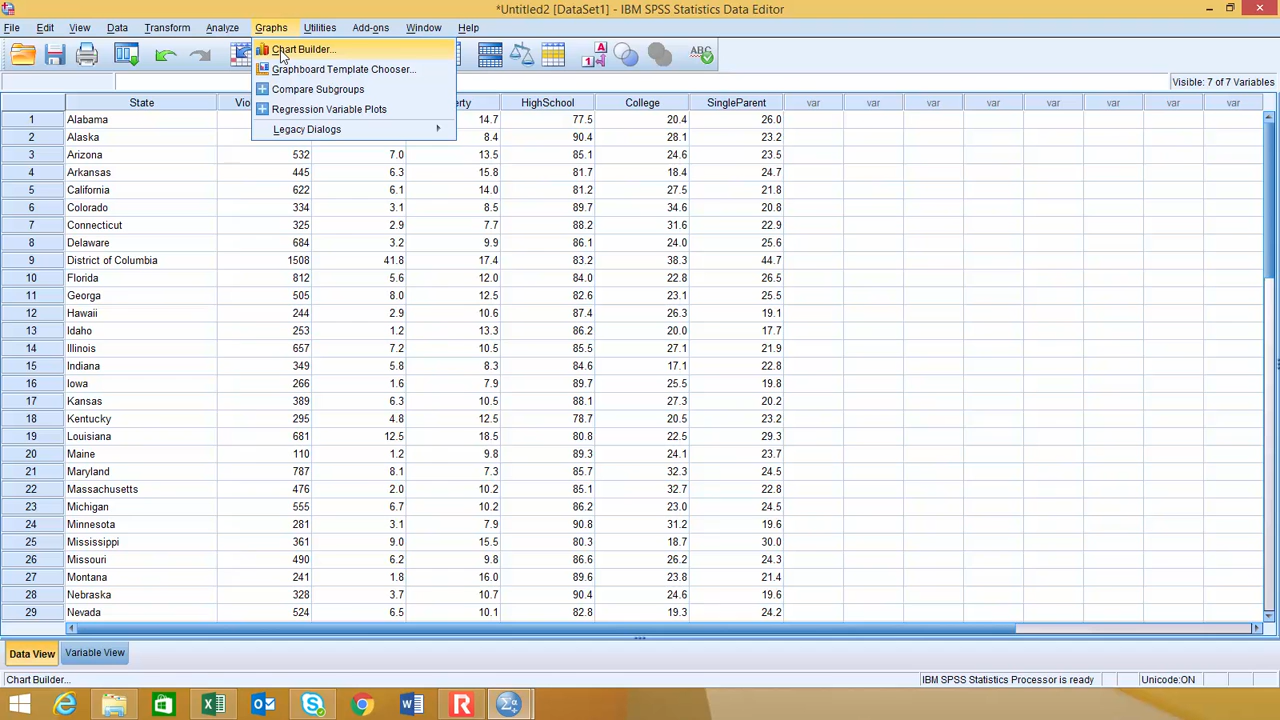 *Untitled2 [DataSet1] - IBM SPSS Statistics Data Editor
File Edit View Data Transform Analyze Graphs Utilities Add-ons Window Help
Chart Builder...
Graphboard Template Chooser...
Compare Subgroups
Regression Variable Plots
Legacy Dialogs
Visible: 7 of 7 Variables
State Vio erty HighSchool College SingleParent var var var var var var var var
1 Alabama 14.7 77.5 20.4 26.0
2 Alaska 8.4 90.4 28.1 23.2
3 Arizona 532 7.0 13.5 85.1 24.6 23.5
4 Arkansas 445 6.3 15.8 81.7 18.4 24.7
5 California 622 6.1 14.0 81.2 27.5 21.8
6 Colorado 334 3.1 8.5 89.7 34.6 20.8
7 Connecticut 325 2.9 7.7 88.2 31.6 22.9
8 Delaware 684 3.2 9.9 86.1 24.0 25.6
9 District of Columbia 1508 41.8 17.4 83.2 38.3 44.7
10 Florida 812 5.6 12.0 84.0 22.8 26.5
11 Georga 505 8.0 12.5 82.6 23.1 25.5
12 Hawaii 244 2.9 10.6 87.4 26.3 19.1
13 Idaho 253 1.2 13.3 86.2 20.0 17.7
14 Illinois 657 7.2 10.5 85.5 27.1 21.9
15 Indiana 349 5.8 8.3 84.6 17.1 22.8
16 Iowa 266 1.6 7.9 89.7 25.5 19.8
17 Kansas 389 6.3 10.5 88.1 27.3 20.2
18 Kentucky 295 4.8 12.5 78.7 20.5 23.2
19 Louisiana 681 12.5 18.5 80.8 22.5 29.3
20 Maine 110 1.2 9.8 89.3 24.1 23.7
21 Maryland 787 8.1 7.3 85.7 32.3 24.5
22 Massachusetts 476 2.0 10.2 85.1 32.7 22.8
23 Michigan 555 6.7 10.2 86.2 23.0 24.5
24 Minnesota 281 3.1 7.9 90.8 31.2 19.6
25 Mississippi 361 9.0 15.5 80.3 18.7 30.0
26 Missouri 490 6.2 9.8 86.6 26.2 24.3
27 Montana 241 1.8 16.0 89.6 23.8 21.4
28 Nebraska 328 3.7 10.7 90.4 24.6 19.6
29 Nevada 524 6.5 10.1 82.8 19.3 24.2
Data View Variable View
Chart Builder... IBM SPSS Statistics Processor is ready Unicode:ON